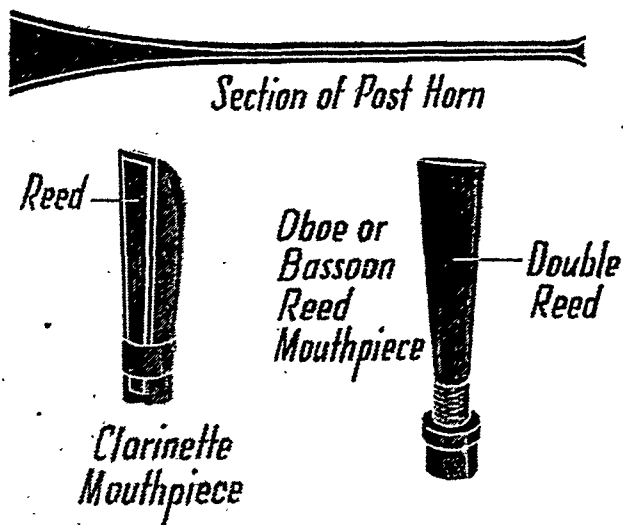 Section of Post Horn
Reed
Clarinette
Mouthpiece
Oboe or
Bassoon
Reed
Mouthpiece
Double
Reed